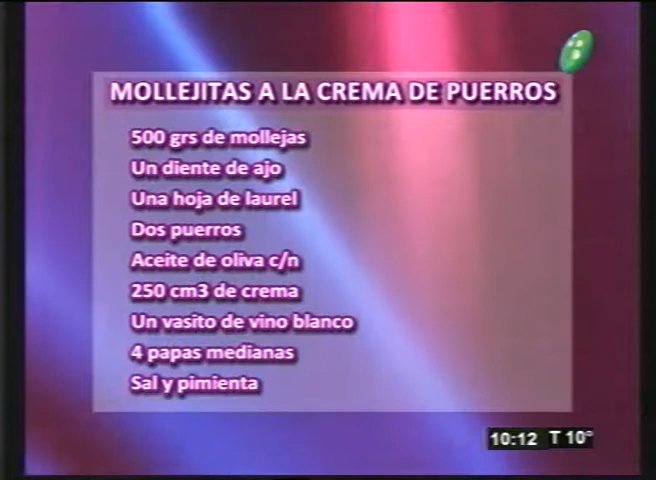 MOLLEJITAS A LA CREMA DE PUERROS
500 grs de mollejas
Un diente de ajo
Una hoja de laurel
Dos puerros
Aceite de oliva c/n
250 cm3 de crema
Un vasito de vino blanco
4 papas medianas
Sal y pimienta
10:12 T 10º